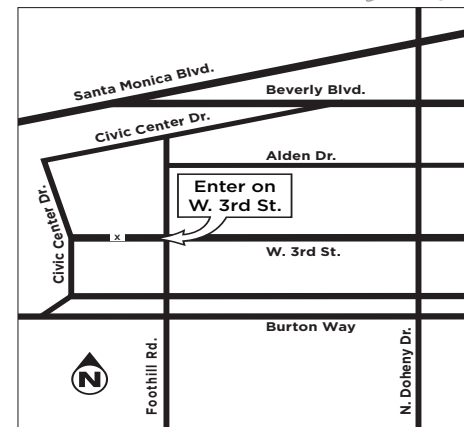 Santa Monica Blvd.
Beverly Blvd.
Civic Center Dr.
Alden Dr.
Enter on
W. 3rd St.
Civic Center Dr.
x
W. 3rd St.
Burton Way
Foothill Rd.
N. Doheny Dr.
N